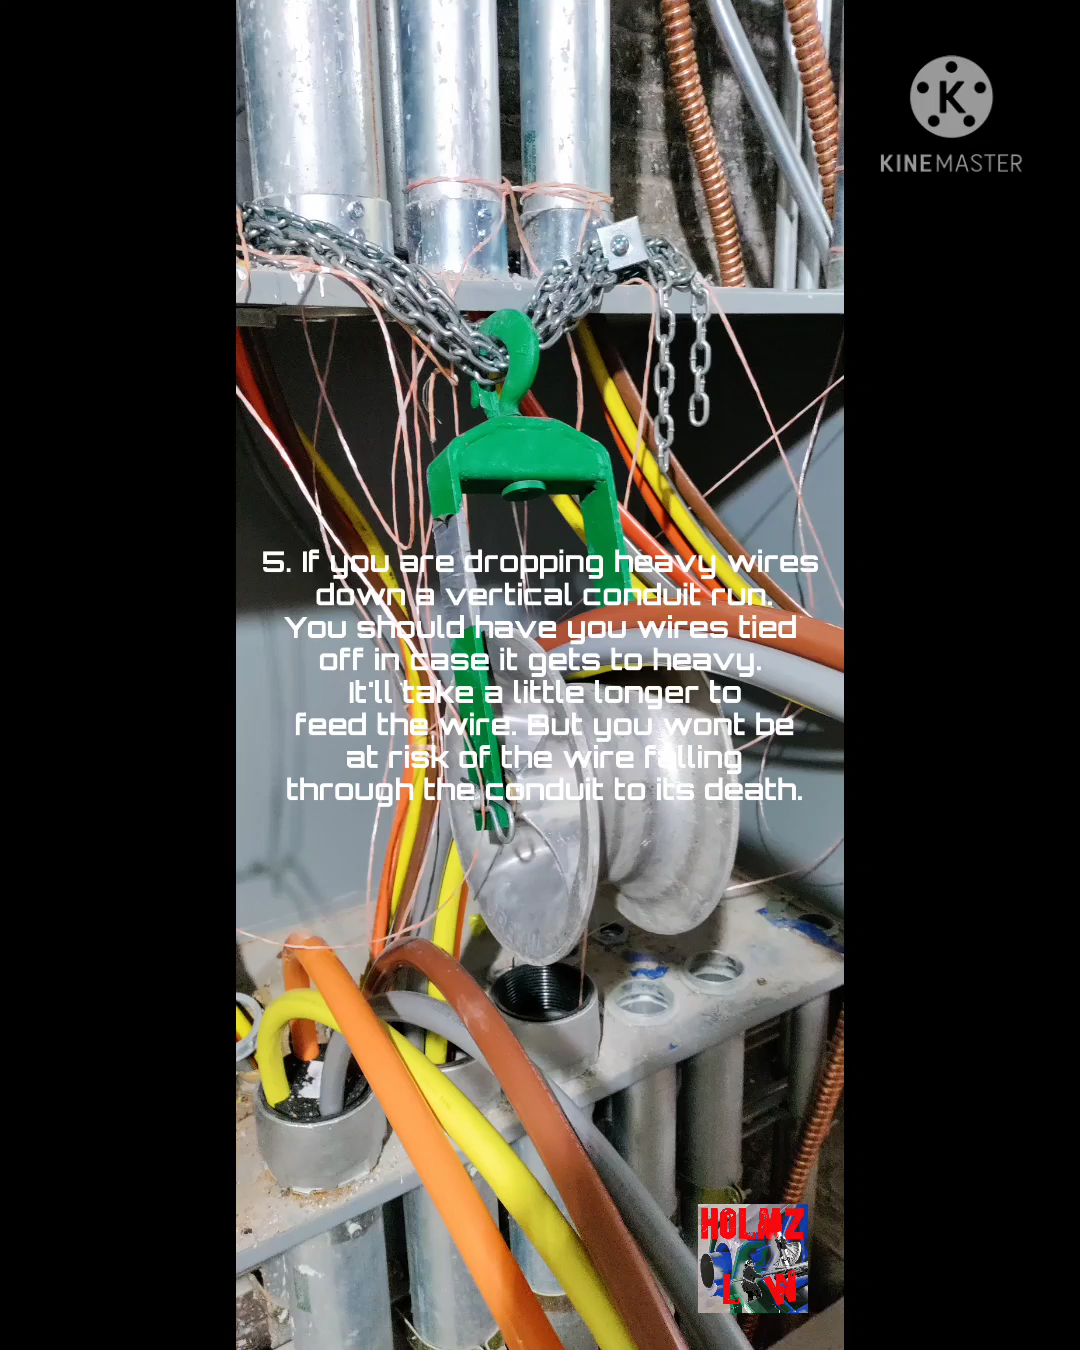 K
KINEMASTER
5. If you are dropping heavy wires
down a vertical conduit run.
You should have you wires tied
off in case it gets to heavy.
It'll take a little longer to
feed the wire. But you wont be
at risk of the wire falling
through the conduit to its death.
HOLMZ
LAW